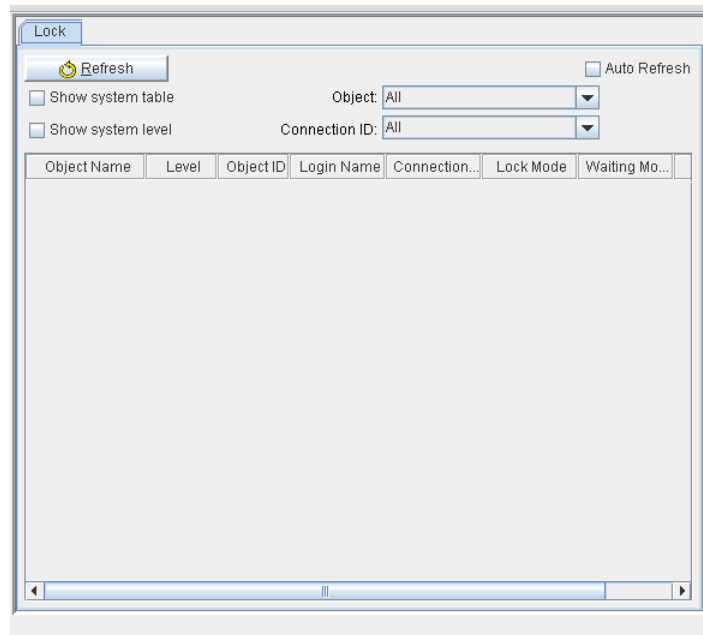 Lock
Refresh
Auto Refresh
Show system table
Object: All
Show system level
Connection ID: All
Object Name Level Object ID Login Name Connection... Lock Mode Waiting Mo...